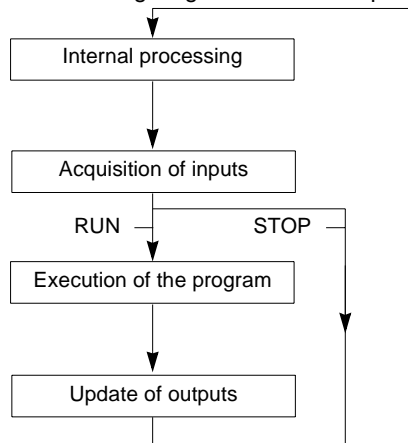 Internal processing
Acquisition of inputs
RUN STOP
Execution of the program
Update of outputs